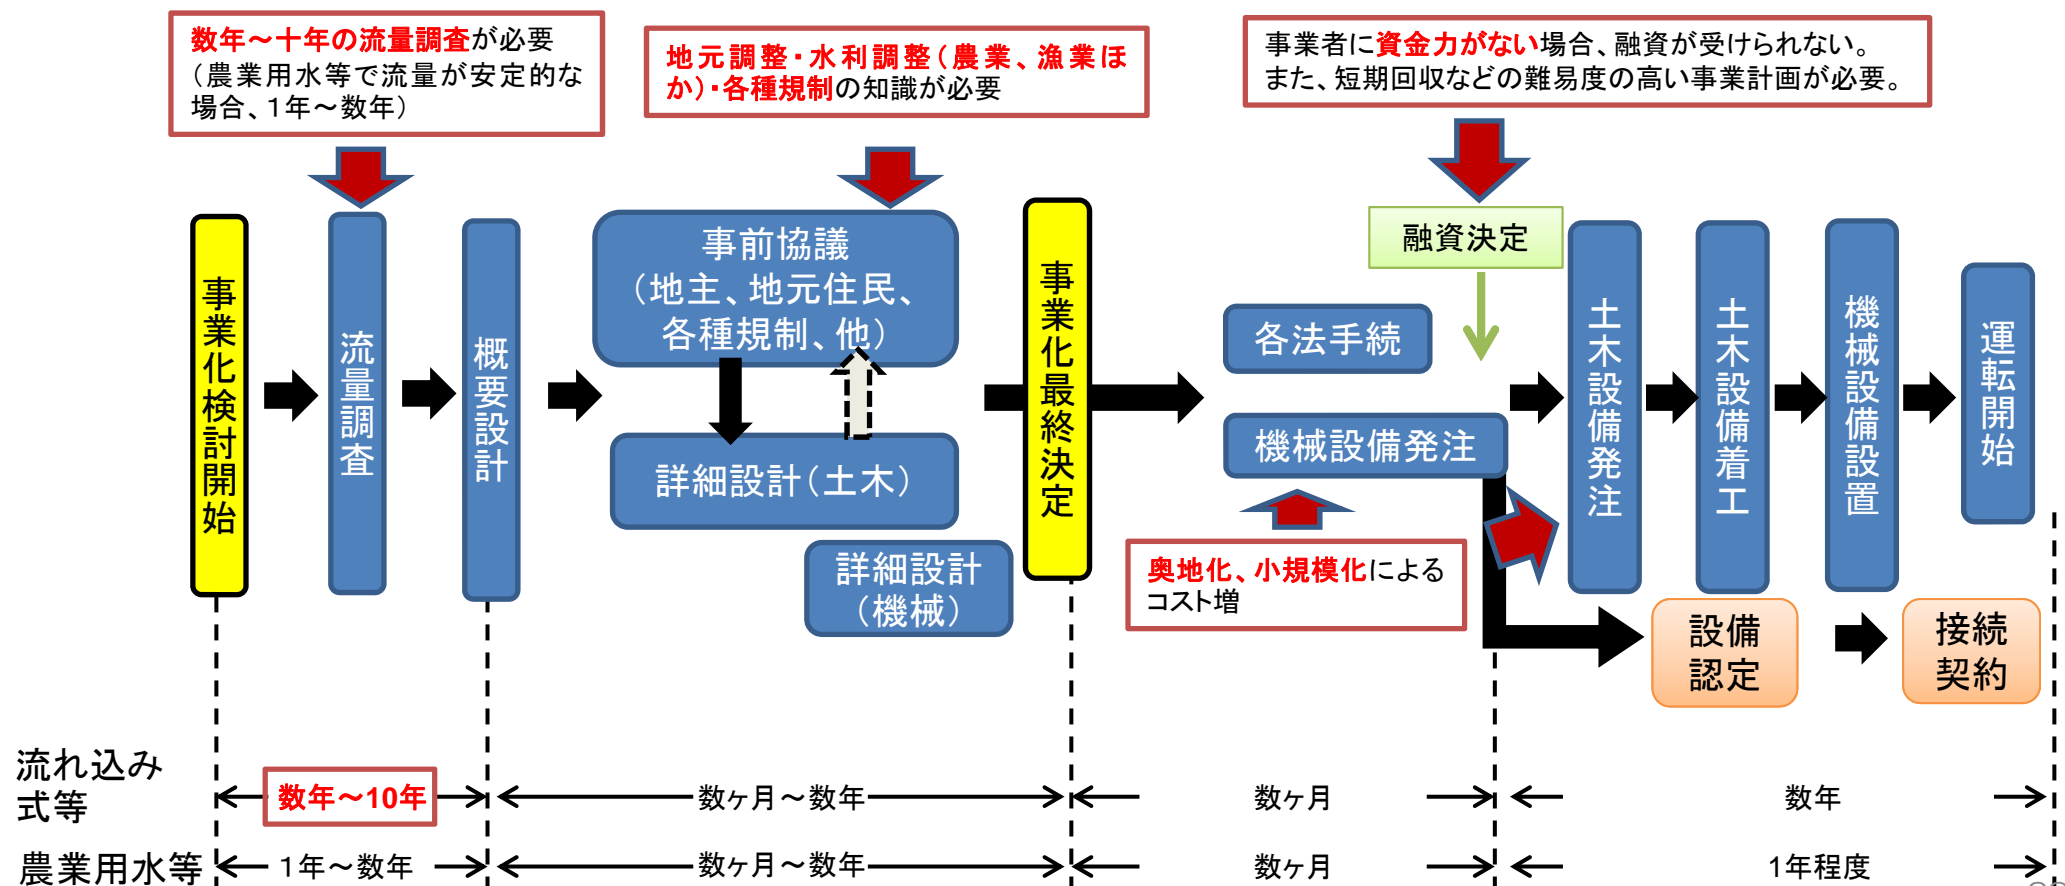 数年～十年の流量調査が必要
（農業用水等で流量が安定的な
場合、1年～数年）
地元調整・水利調整（農業、漁業ほ
か）・各種規制の知識が必要
事業者に資金力がない場合、融資が受けられない。
また、短期回収などの難易度の高い事業計画が必要。
事業化検討開始
流量調査
概要設計
事前協議
（地主、地元住民、
各種規制、他）
詳細設計（土木）
詳細設計
（機械）
事業化最終決定
融資決定
各法手続
機械設備発注
奥地化、小規模化による
コスト増
土木設備発注
土木設備着工
機械設備設置
運転開始
設備
認定
接続
契約
流れ込み
式等
数年～10年
数ヶ月～数年
数ヶ月
数年
農業用水等
1年～数年
数ヶ月～数年
数ヶ月
1年程度